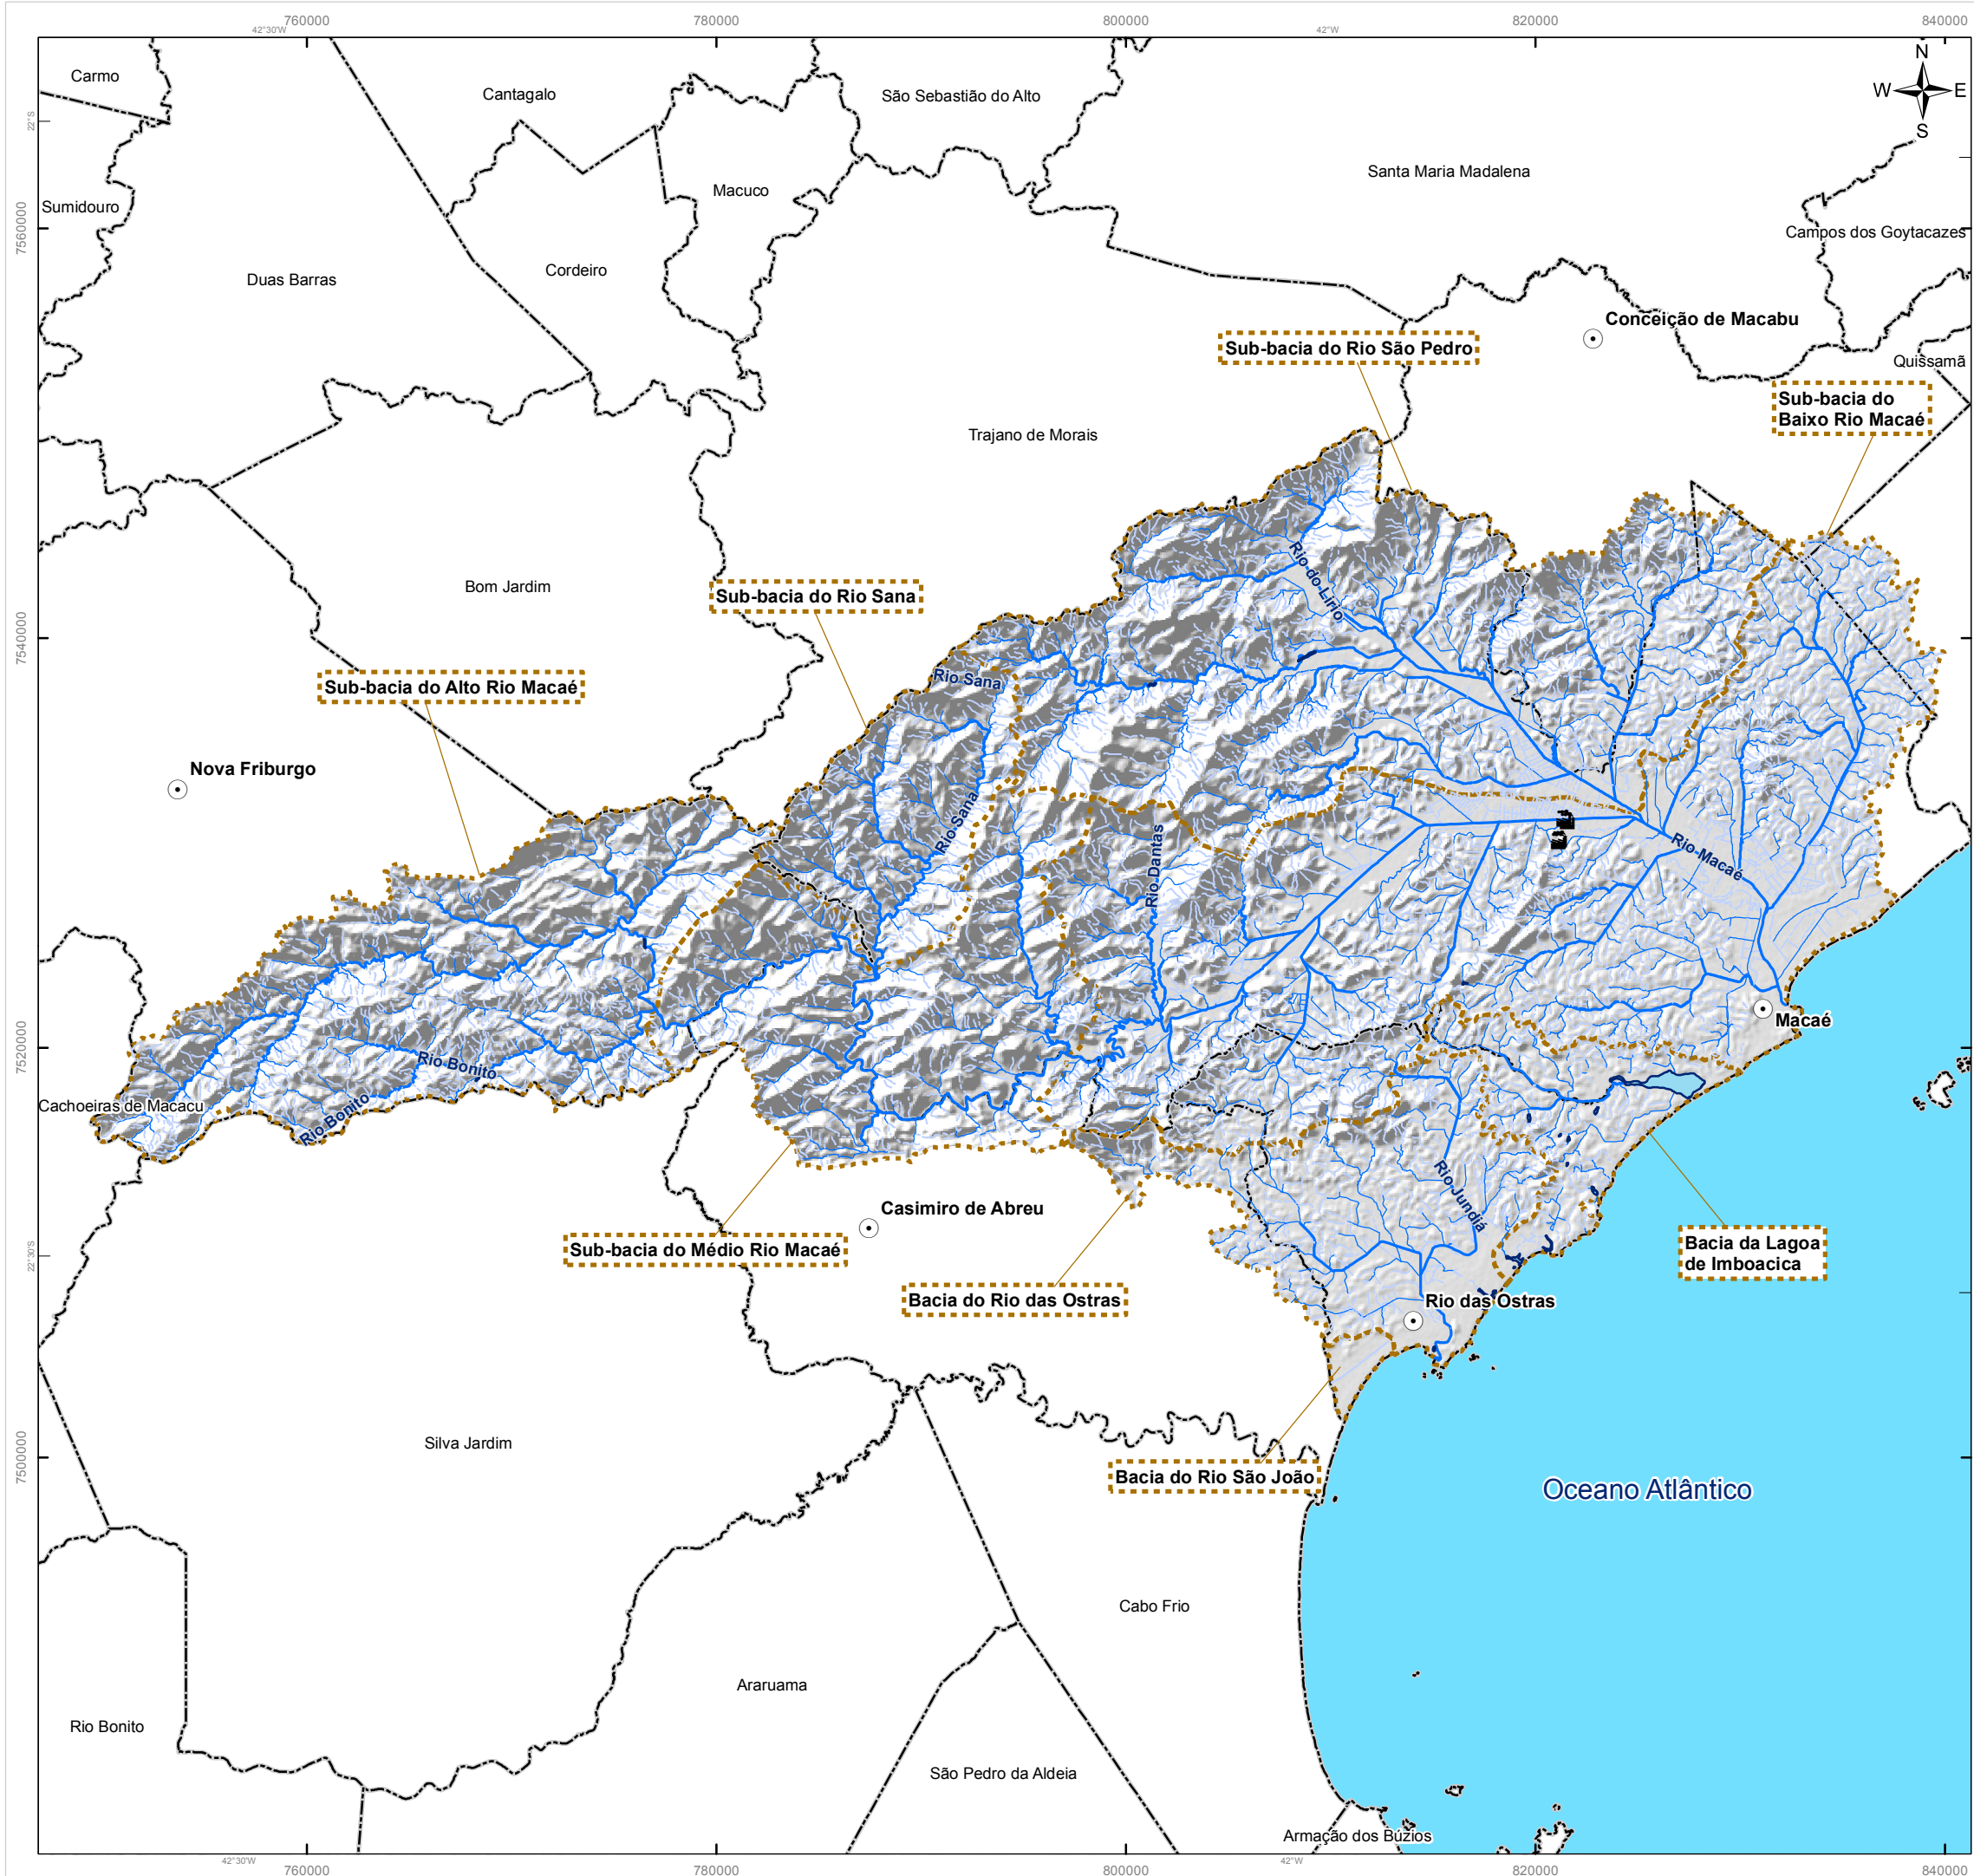 760000
780000
800000
820000
840000
42°30'W
42°W
N
W
E
S
Carmo
Cantagalo
São Sebastião do Alto
22°S
Santa Maria Madalena
Macuco
Sumidouro
7560000
Campos dos Goytacazes
Cordeiro
Duas Barras
Conceição de Macabu
Sub-bacia do Rio São Pedro
Quissamã
Sub-bacia do
Baixo Rio Macaé
Trajano de Morais
Rio do Lírio
Bom Jardim
Sub-bacia do Rio Sana
7540000
Rio Sana
Sub-bacia do Alto Rio Macaé
Nova Friburgo
Rio Sana
Rio Dantas
Rio Macaé
Macaé
7520000
Rio Bonito
Cachoeiras de Macacu
Rio Bonito
Rio Jundiá
Casimiro de Abreu
Sub-bacia do Médio Rio Macaé
Bacia da Lagoa
de Imboacica
22°30'S
Bacia do Rio das Ostras
Rio das Ostras
Silva Jardim
7500000
Bacia do Rio São João
Oceano Atlântico
Cabo Frio
Araruama
Rio Bonito
São Pedro da Aldeia
Armação dos Búzios
42°30'W
42°W
760000
780000
800000
820000
840000